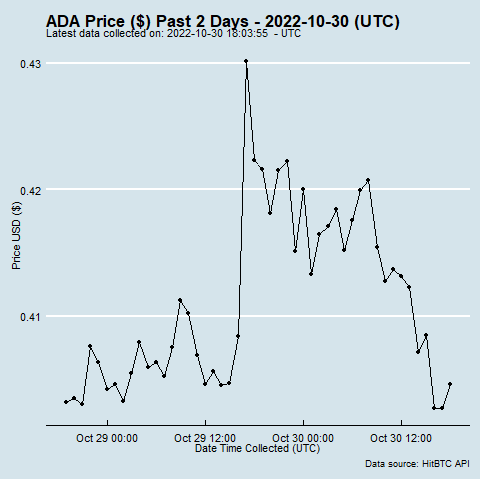 ADA Price ($) Past 2 Days - 2022-10-30 (UTC)
Latest data collected on: 2022-10-30 18:03:55 - UTC
0.43
0.42
0.41
Price USD ($)
Oct 29 00:00 Oct 29 12:00 Oct 30 00:00 Oct 30 12:00
Date Time Collected (UTC)
Data source: HitBTC API